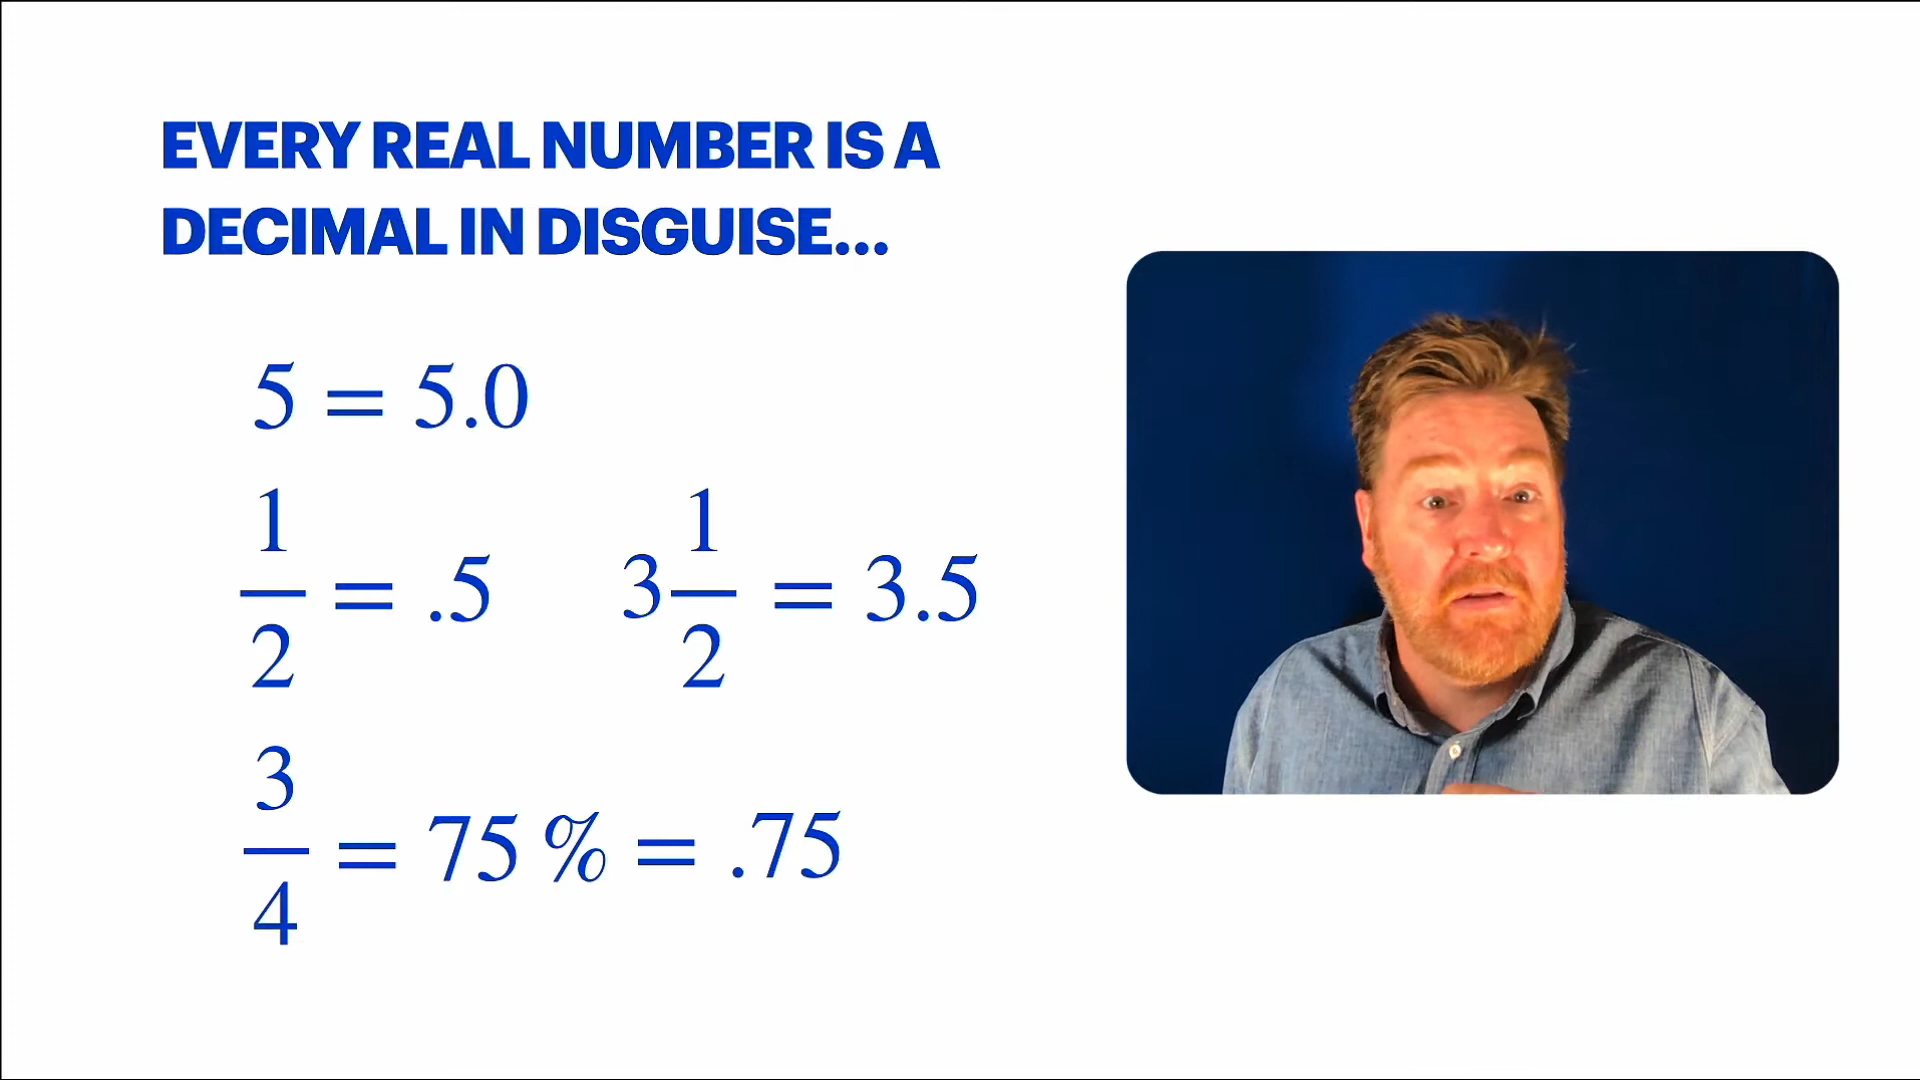 EVERY REAL NUMBER IS A
DECIMAL IN DISGUISE...
5 = 5.0
1/2 = .5 3 1/2 = 3.5
3/4 = 75 % = .75